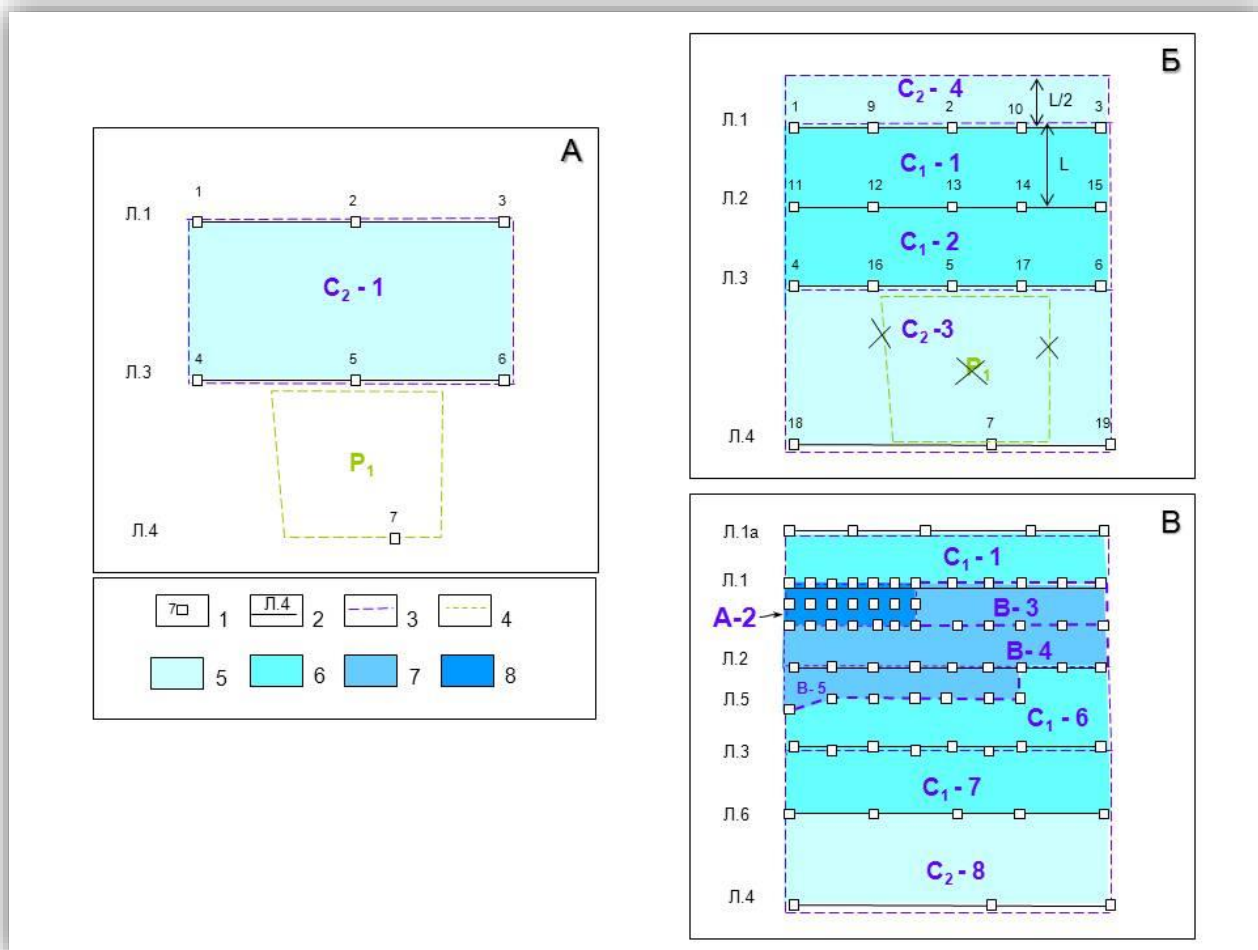 А
1 2 3
Л.1
С₂ - 1
4 5 6
Л.3
Р₁
7
Л.4
7 1 Л.4 2 3 4
5 6 7 8
Б
С₂ - 4
L/2
1 9 2 10 3
Л.1
С₁ - 1
L
11 12 13 14 15
Л.2
С₁ - 2
4 16 5 17 6
Л.3
С₂ -3
Р₁
18 7 19
Л.4
В
Л.1а
С₁ - 1
Л.1
А-2
В- 3
В- 4
Л.2
В- 5
Л.5
С₁ - 6
Л.3
С₁ - 7
Л.6
С₂ - 8
Л.4